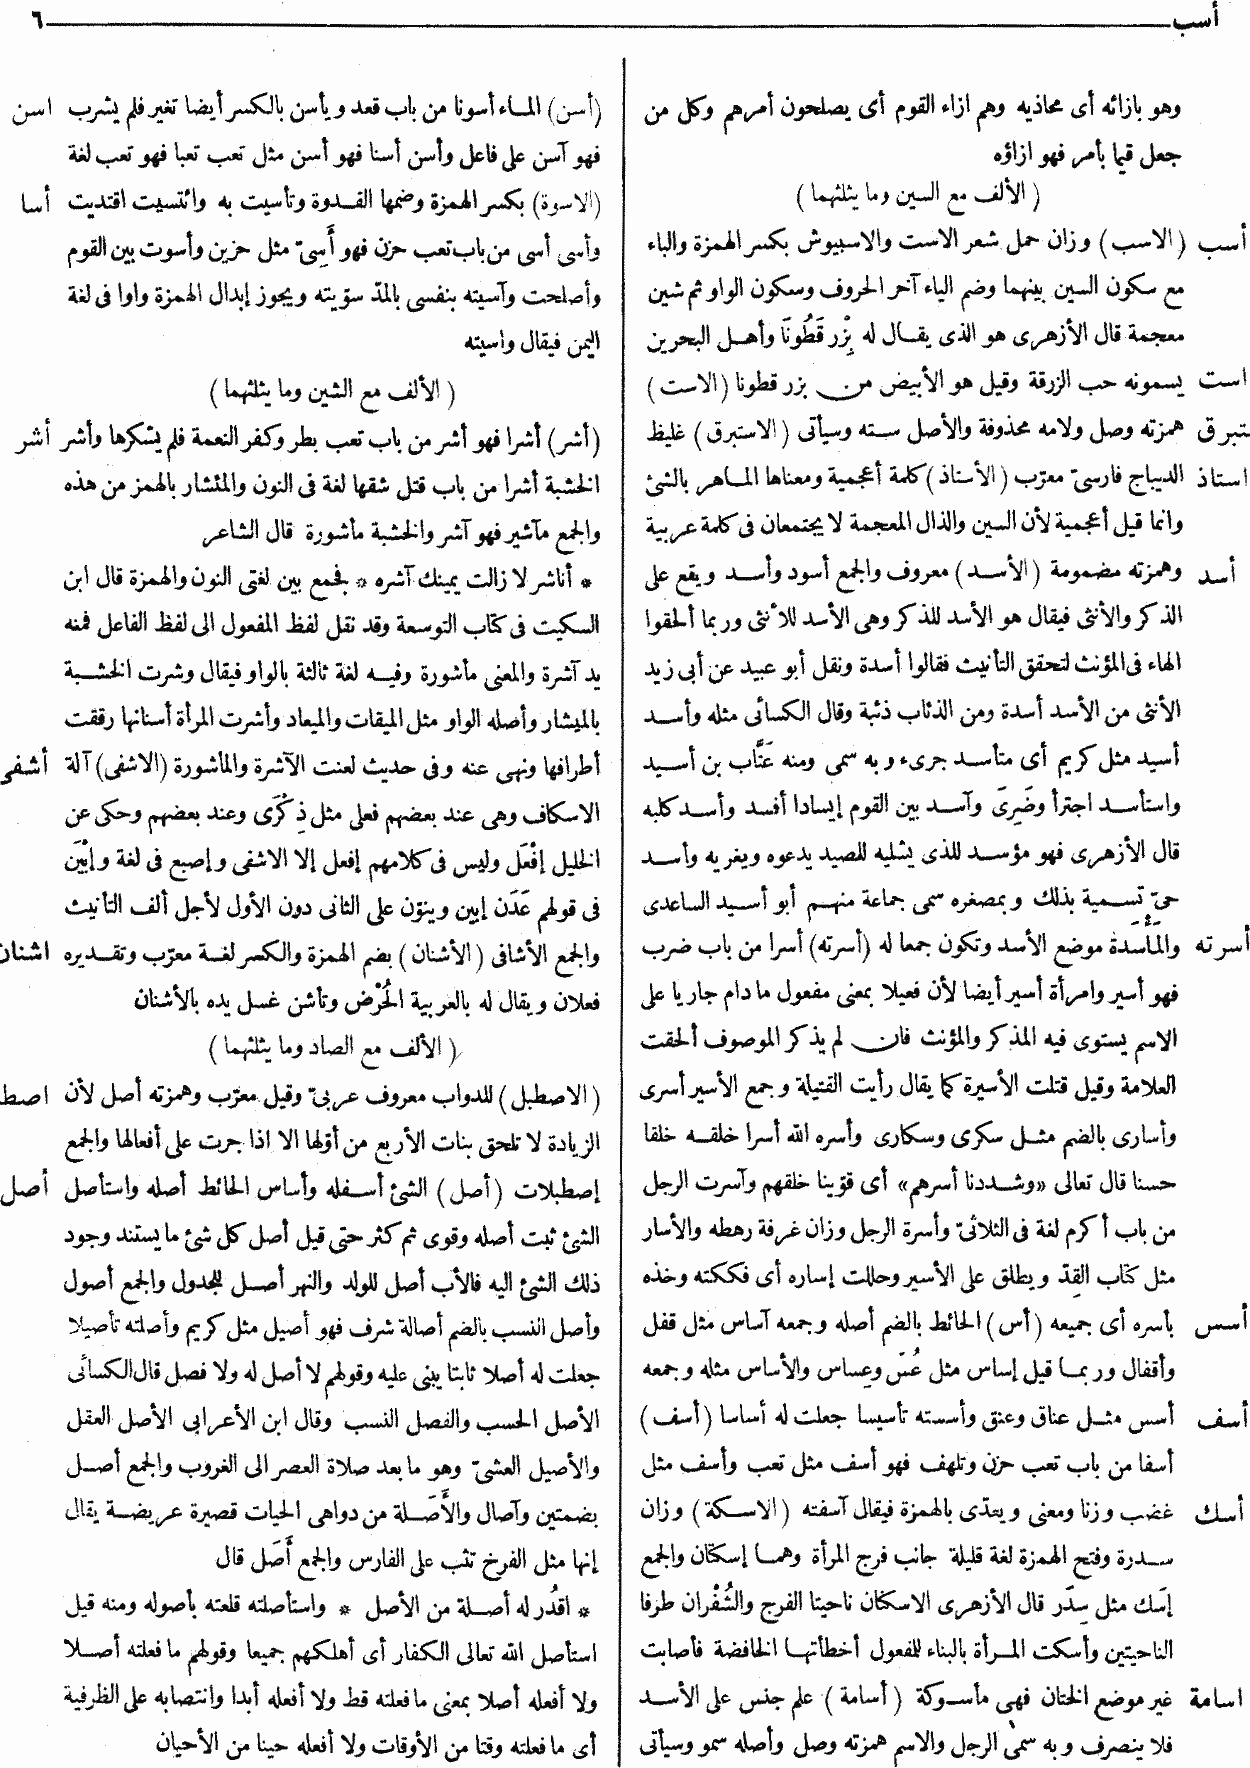 أسب ٦
وهو بازائه أى محاذيه وهم ازاء القوم أى يصلحون أمرهم وكل من
جعل قيما بأمر فهو ازاؤه
( الألف مع السين وما يثلثهما )
أسب ( الاسب ) وزان حمل شعر الاست والاسبيوش بكسر الهمزة والباء
مع سكون السين بينهما وضم الياء آخر الحروف وسكون الواو ثم شين
معجمة قال الأزهرى هو الذى يقال له بِزْر قَطُونَا وأهل البحرين
است يسمونه حب الزرقة وقيل هو الأبيض من بزر قطونا ( الاست )
ستبرق همزته وصل ولامه محذوفة والأصل سته وسيأتى ( الاستبرق ) غليظ
استاذ الديباج فارسىّ معرّب ( الأستاذ ) كلمة أعجمية ومعناها الماهر بالشئ
وانما قيل أعجمية لأن السين والذال المعجمة لا يجتمعان فى كلمة عربية
أسد وهمزته مضمومة ( الأسد ) معروف والجمع أسود وأسد ويقع على
الذكر والأنثى فيقال هو الأسد للذكر وهى الأسد للأنثى وربما ألحقوا
الهاء فى المؤنث لتحقق التأنيث فقالوا أسدة ونقل أبو عبيد عن أبى زيد
الأنثى من الأسد أسدة ومن الذئاب ذئبة وقال الكسائى مثله وأسد
أسيد مثل كريم أى متأسد جرىء وبه سمى ومنه عَتَّاب بن أسيد
واستأسد اجترأ وضَرِىَ وآسد بين القوم إيسادا أفسد وأسد كلبه
قال الأزهرى فهو مؤسد للذى يشليه للصيد يدعوه ويغريه وأسد
حىّ تسمية بذلك وبمصغره سمى جماعة منهم أبو أسيد الساعدى
أسرته والمَأْسَدة موضع الأسد وتكون جمعا له (أسرته) أسرا من باب ضرب
فهو أسير وامرأة أسير أيضا لأن فعيلا بمعنى مفعول ما دام جاريا على
الاسم يستوى فيه المذكر والمؤنث فان لم يذكر الموصوف ألحقت
العلامة وقيل قتلت الأسيرة كما يقال رأيت القتيلة وجمع الأسير أسرى
وأسارى بالضم مثل سكرى وسكارى وأسره الله أسرا خلقه خلقا
حسنا قال تعالى «وشددنا أسرهم» أى قوّينا خلقهم وآسرت الرجل
من باب أكرم لغة فى الثلاثىّ وأسرة الرجل وزان غرفة رهطه والأسار
مثل كتاب القِدّ ويطلق على الأسير وحللت إساره أى فككته وخذه
أسس بأسره أى جميعه (أس) الحائط بالضم أصله وجمعه آساس مثل قفل
وأقفال وربما قيل إساس مثل عُسّ وعِساس والأساس مثله وجمعه
أسف أسس مثل عناق وعنق وأسسته تأسيسا جعلت له أساسا (أسف)
أسفا من باب تعب حزن وتلهف فهو أسف مثل تعب وأسف مثل
أسك غضب وزنا ومعنى ويعدّى بالهمزة فيقال آسفته ( الاسكة ) وزان
سدرة وفتح الهمزة لغة قليلة جانب فرج المرأة وهما إسكتان والجمع
إسَك مثل سِدَر قال الأزهرى الاسكتان ناحيتا الفرج والشُفْران طرفا
الناحيتين وأسكت المرأة بالبناء للمفعول أخطأتها الخافضة فأصابت
اسامة غير موضع الختان فهى مأسوكة ( أسامة ) علم جنس على الأسد
فلا ينصرف وبه سمى الرجل والاسم همزته وصل وأصله سمو وسيأتى
(أسن) الماء أسونا من باب قعد ويأسن بالكسر أيضا تغير فلم يشرب اسن
فهو آسن على فاعل وأسن أسنا فهو أسن مثل تعب تعبا فهو تعب لغة
(الاسوة) بكسر الهمزة وضمها القدوة وتأسيت به وائتسيت اقتديت أسا
وأسى أسى من باب تعب حزن فهو أَسِىّ مثل حزين وأسوت بين القوم
وأصلحت وآسيته بنفسى بالمدّ سوّيته ويجوز إبدال الهمزة واوا فى لغة
اليمن فيقال واسيته
( الألف مع الشين وما يثلثهما )
(أشر) أشرا فهو أشر من باب تعب بطر وكفر النعمة فلم يشكرها وأشر أشر
الخشبة أشرا من باب قتل شقها لغة فى النون والمئشار بالهمز من هذه
والجمع مآشير فهو آشر والخشبة مأشورة قال الشاعر
* أناشر لا زالت يمينك آشره * فجمع بين لغتى النون والهمزة قال ابن
السكيت فى كتاب التوسعة وقد نقل لفظ المفعول الى لفظ الفاعل فمنه
يد آشرة والمعنى مأشورة وفيه لغة ثالثة بالواو فيقال وشرت الخشبة
بالميشار وأصله الواو مثل الميقات والميعاد وأشرت المرأة أسنانها رققت
أطرافها ونهى عنه وفى حديث لعنت الآشرة والمأشورة (الاشفى) آلة أشفى
الاسكاف وهى عند بعضهم فعلى مثل ذِكْرَى وعند بعضهم وحكى عن
الخليل إفْعَل وليس فى كلامهم إفعل إلا الاشفى وإصبع فى لغة وإبْيَن
فى قولهم عَدَن إبين وينوّن على الثانى دون الأول لأجل ألف التأنيث
والجمع الأشافى (الأشنان) بضم الهمزة والكسر لغة معرّب وتقديره اشنان
فعلان ويقال له بالعربية الحُرْض وتأشن غسل يده بالأشنان
( الألف مع الصاد وما يثلثهما )
( الاصطبل ) للدواب معروف عربىّ وقيل معرّب وهمزته أصل لأن اصط
الزيادة لا تلحق بنات الأربع من أوّلها الا اذا جرت على أفعالها والجمع
إصطبلات (أصل) الشئ أسفله وأساس الحائط أصله واستأصل أصل
الشئ ثبت أصله وقوى ثم كثر حتى قيل أصل كل شئ ما يستند وجود
ذلك الشئ اليه فالأب أصل للولد والنهر أصل للجدول والجمع أصول
وأصل النسب بالضم أصالة شرف فهو أصيل مثل كريم وأصلته تأصيلا
جعلت له أصلا ثابتا يبنى عليه وقولهم لا أصل له ولا فصل قال الكسائى
الأصل الحسب والفصل النسب وقال ابن الأعرابى الأصل العقل
والأصيل العشىّ وهو ما بعد صلاة العصر الى الغروب والجمع أصل
بضمتين وآصال والأَصَلة من دواهى الحيات قصيرة عريضة يقال
إنها مثل الفرخ تثب على الفارس والجمع أَصَل قال
* اقدُر له أصلة من الأصل * واستأصلته قلعته بأصوله ومنه قيل
استأصل الله تعالى الكفار أى أهلكهم جميعا وقولهم ما فعلته أصلا
ولا أفعله أصلا بمعنى ما فعلته قط ولا أفعله أبدا وانتصابه على الظرفية
أى ما فعلته وقتا من الأوقات ولا أفعله حينا من الأحيان